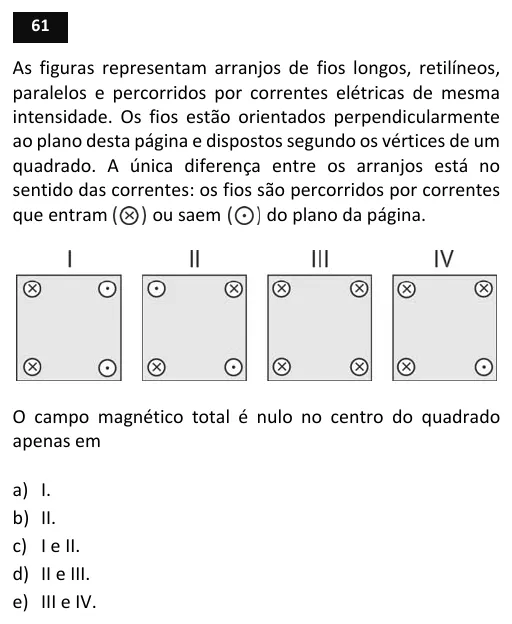 61
As figuras representam arranjos de fios longos, retilíneos,
paralelos e percorridos por correntes elétricas de mesma
intensidade. Os fios estão orientados perpendicularmente
ao plano desta página e dispostos segundo os vértices de um
quadrado. A única diferença entre os arranjos está no
sentido das correntes: os fios são percorridos por correntes
que entram (⊗) ou saem (⊙) do plano da página.
I II III IV
O campo magnético total é nulo no centro do quadrado
apenas em
a) I.
b) II.
c) I e II.
d) II e III.
e) III e IV.